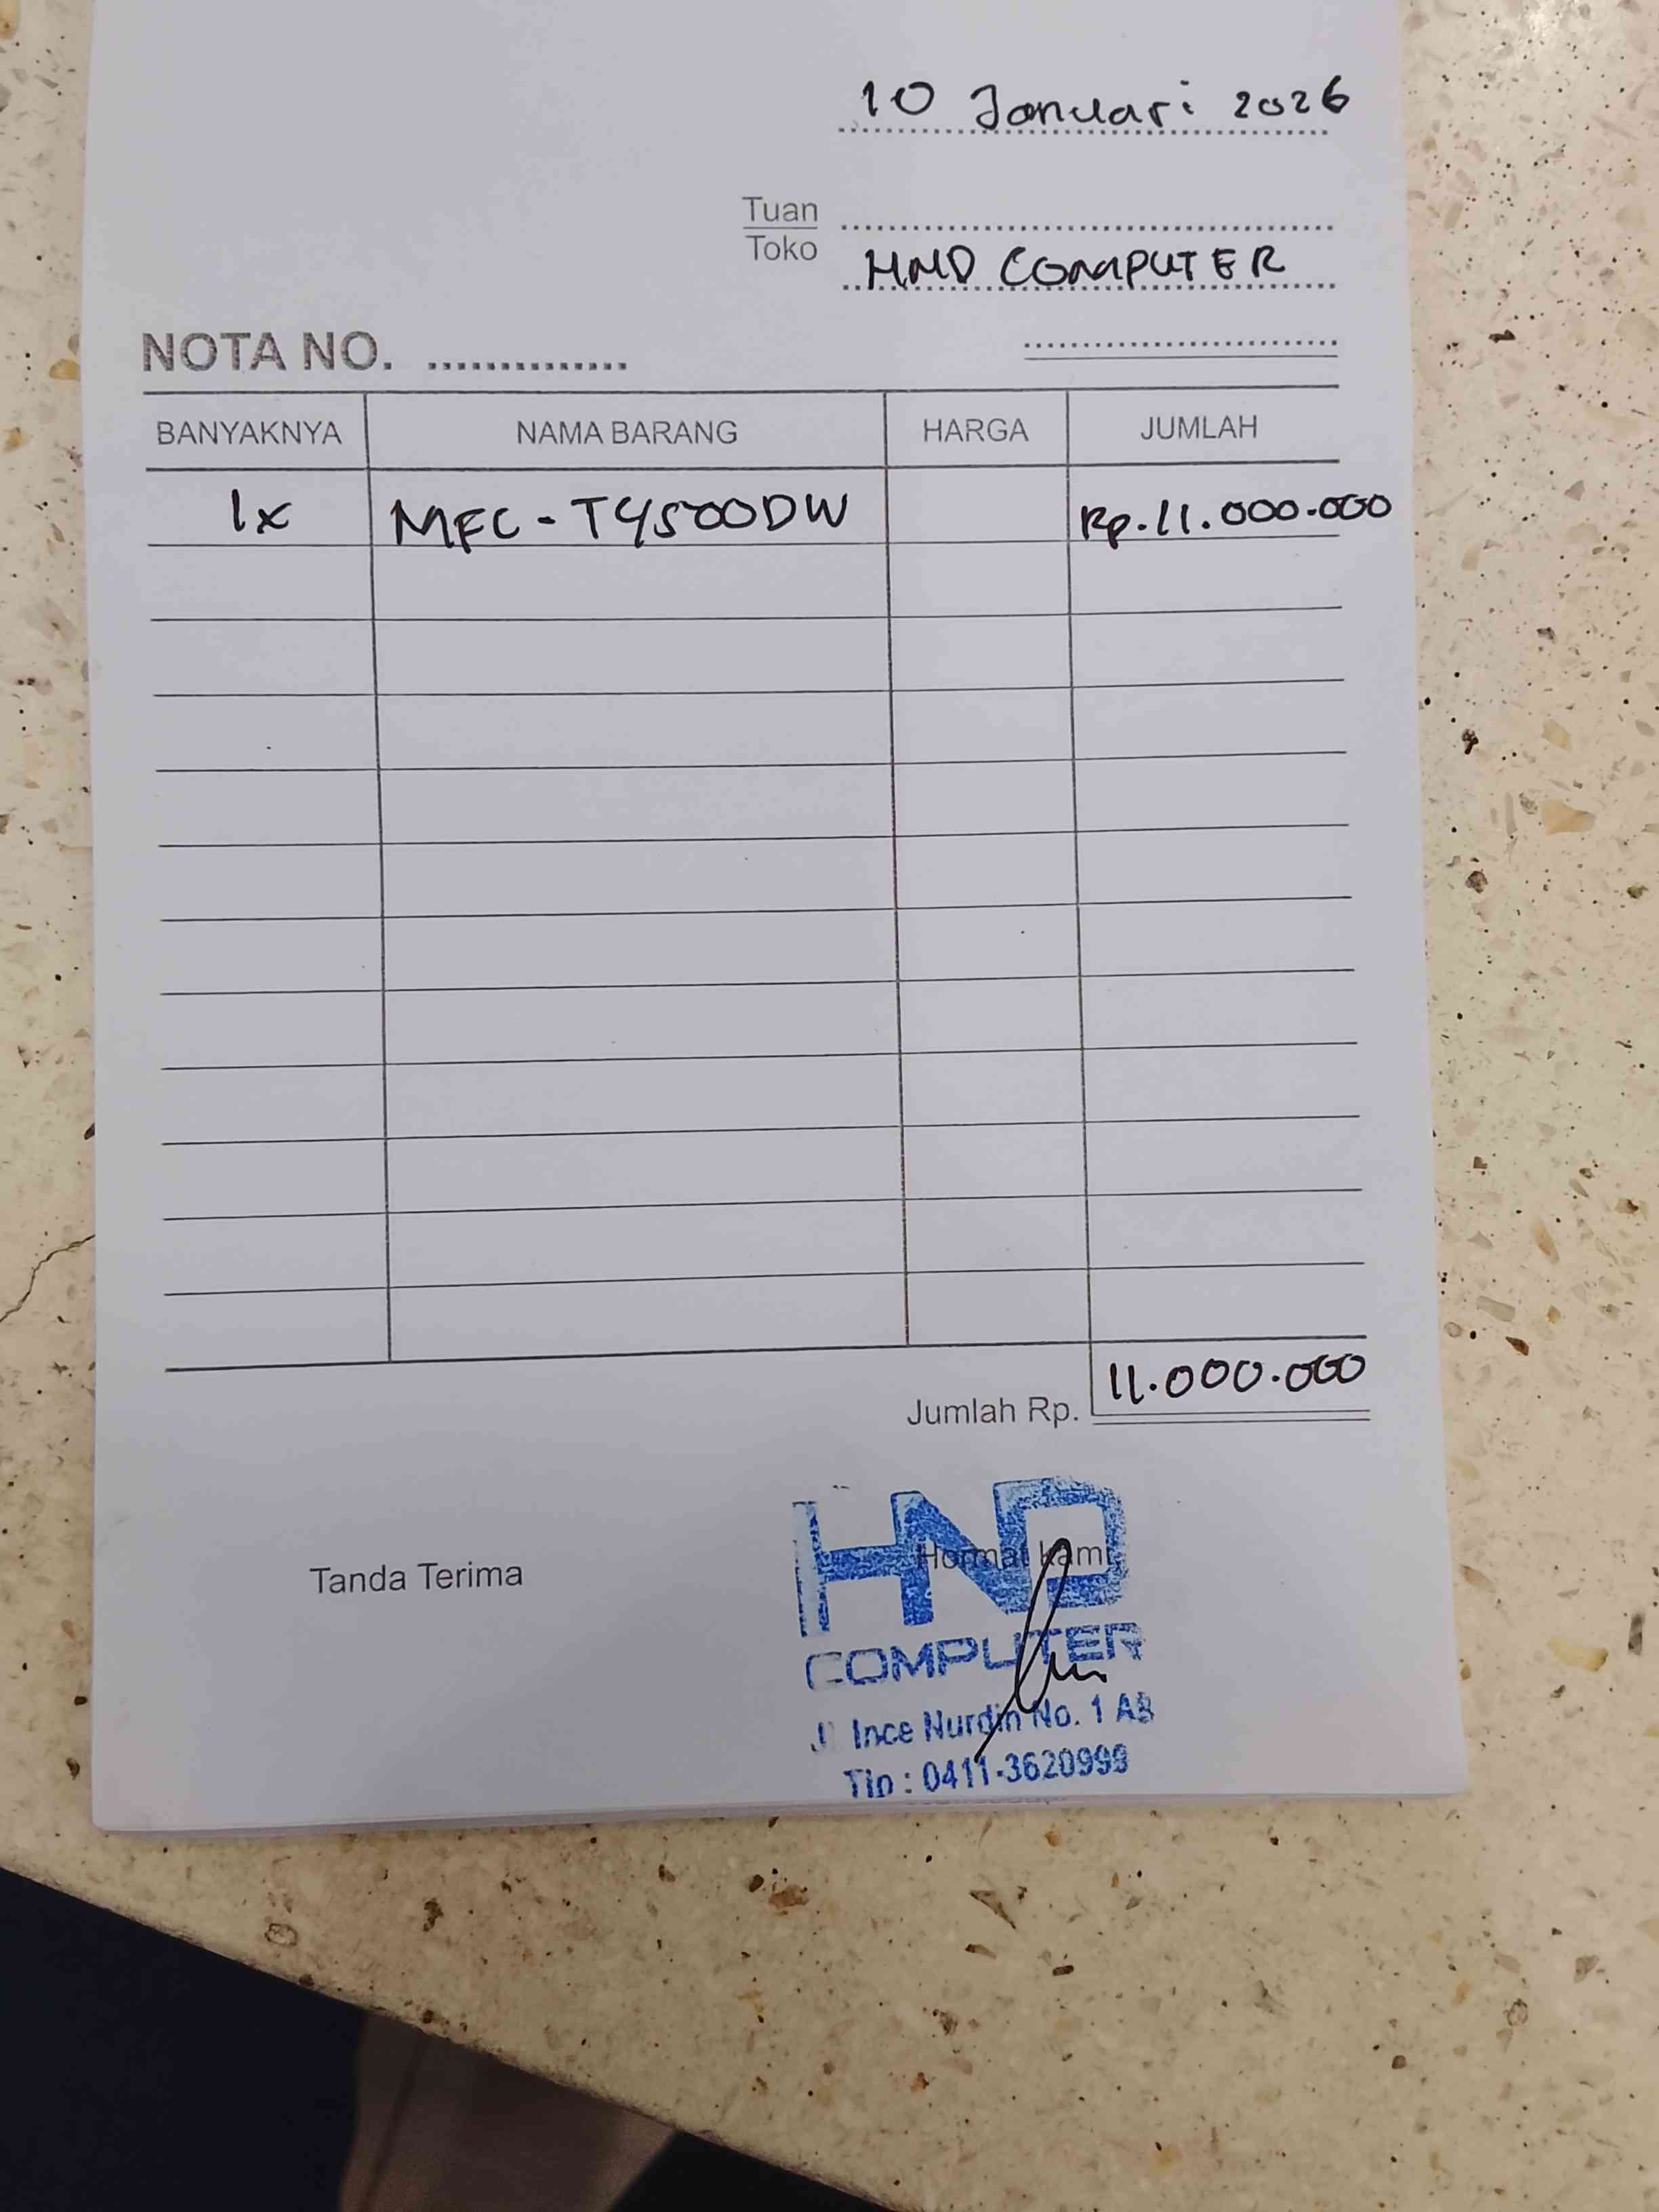 10 Januari 2026
Tuan
Toko
HND COMPUTER
NOTA NO. ..............
BANYAKNYA NAMA BARANG HARGA JUMLAH
1x MFC-T4500DW Rp.11.000.000
Jumlah Rp. 11.000.000
Tanda Terima
Hormat kami,
HND
COMPUTER
Jl Ince Nurdin No. 1 AB
Tlp : 0411-3620999